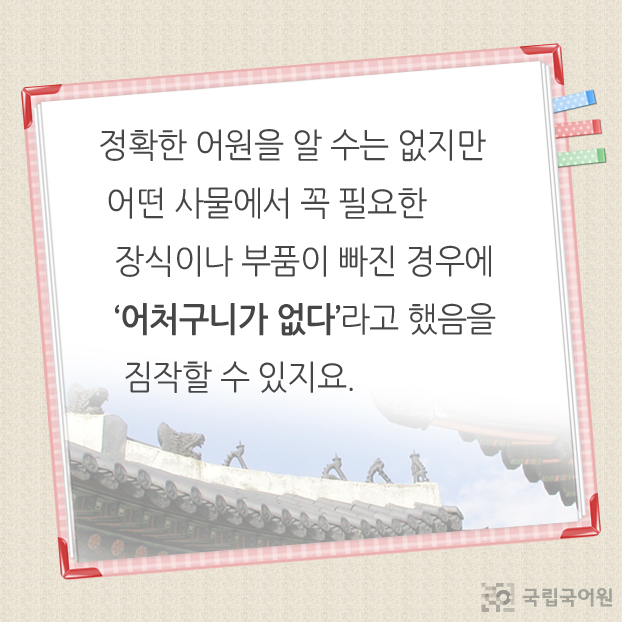 정확한 어원을 알 수는 없지만
어떤 사물에서 꼭 필요한
장식이나 부품이 빠진 경우에
‘어처구니가 없다’라고 했음을
짐작할 수 있지요.
국립국어원